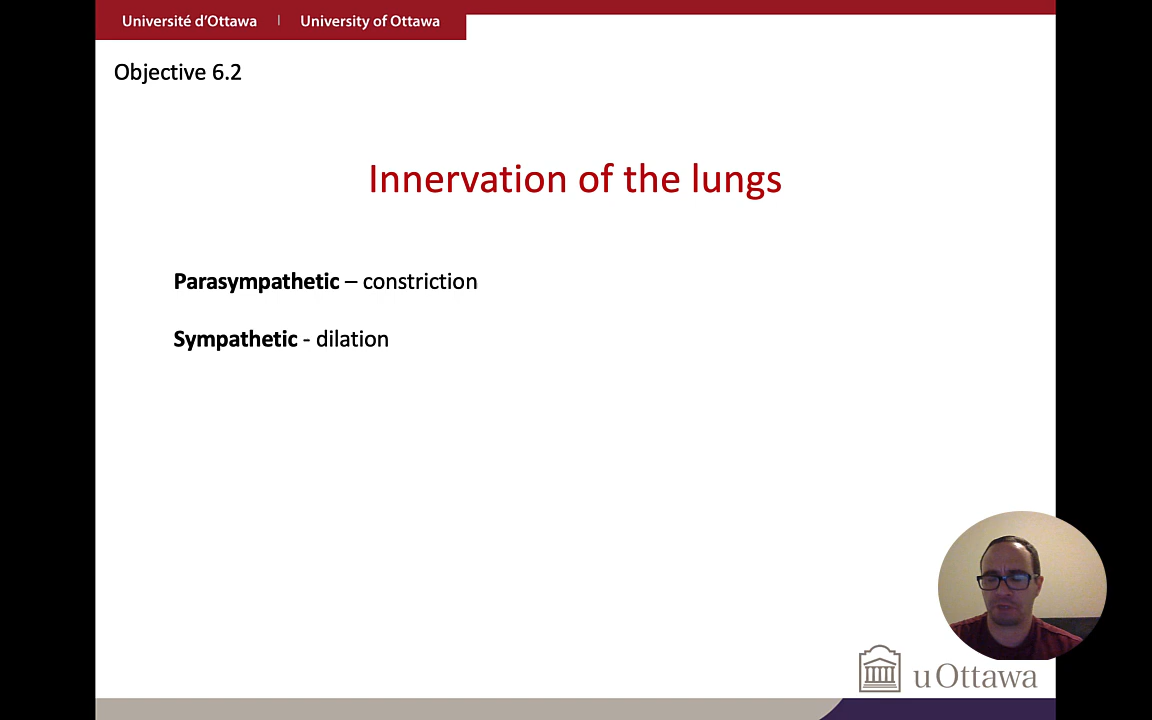 Université d'Ottawa | University of Ottawa
Objective 6.2
Innervation of the lungs
Parasympathetic – constriction
Sympathetic - dilation
uOttawa